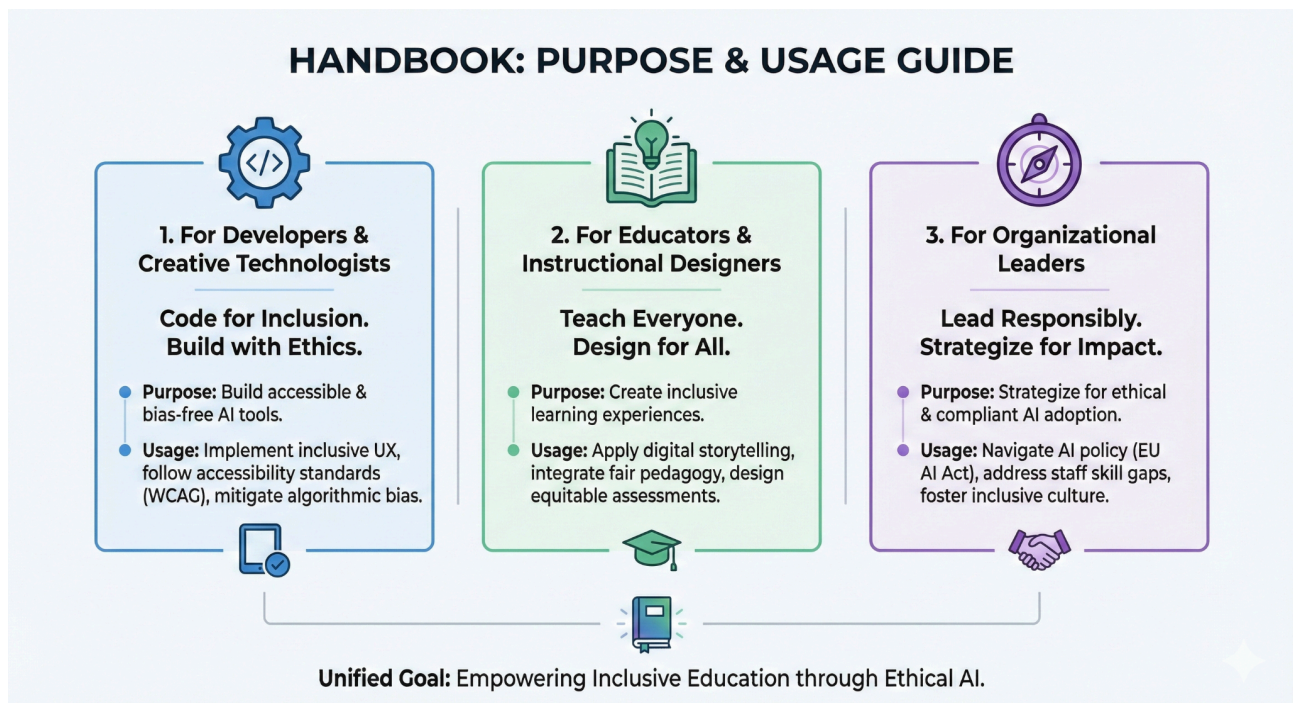 HANDBOOK: PURPOSE & USAGE GUIDE
</>
1. For Developers &
Creative Technologists
Code for Inclusion.
Build with Ethics.
Purpose: Build accessible &
bias-free AI tools.
Usage: Implement inclusive UX,
follow accessibility standards
(WCAG), mitigate algorithmic bias.
2. For Educators &
Instructional Designers
Teach Everyone.
Design for All.
Purpose: Create inclusive
learning experiences.
Usage: Apply digital storytelling,
integrate fair pedagogy, design
equitable assessments.
3. For Organizational
Leaders
Lead Responsibly.
Strategize for Impact.
Purpose: Strategize for ethical
& compliant AI adoption.
Usage: Navigate AI policy (EU
AI Act), address staff skill gaps,
foster inclusive culture.
Unified Goal: Empowering Inclusive Education through Ethical AI.